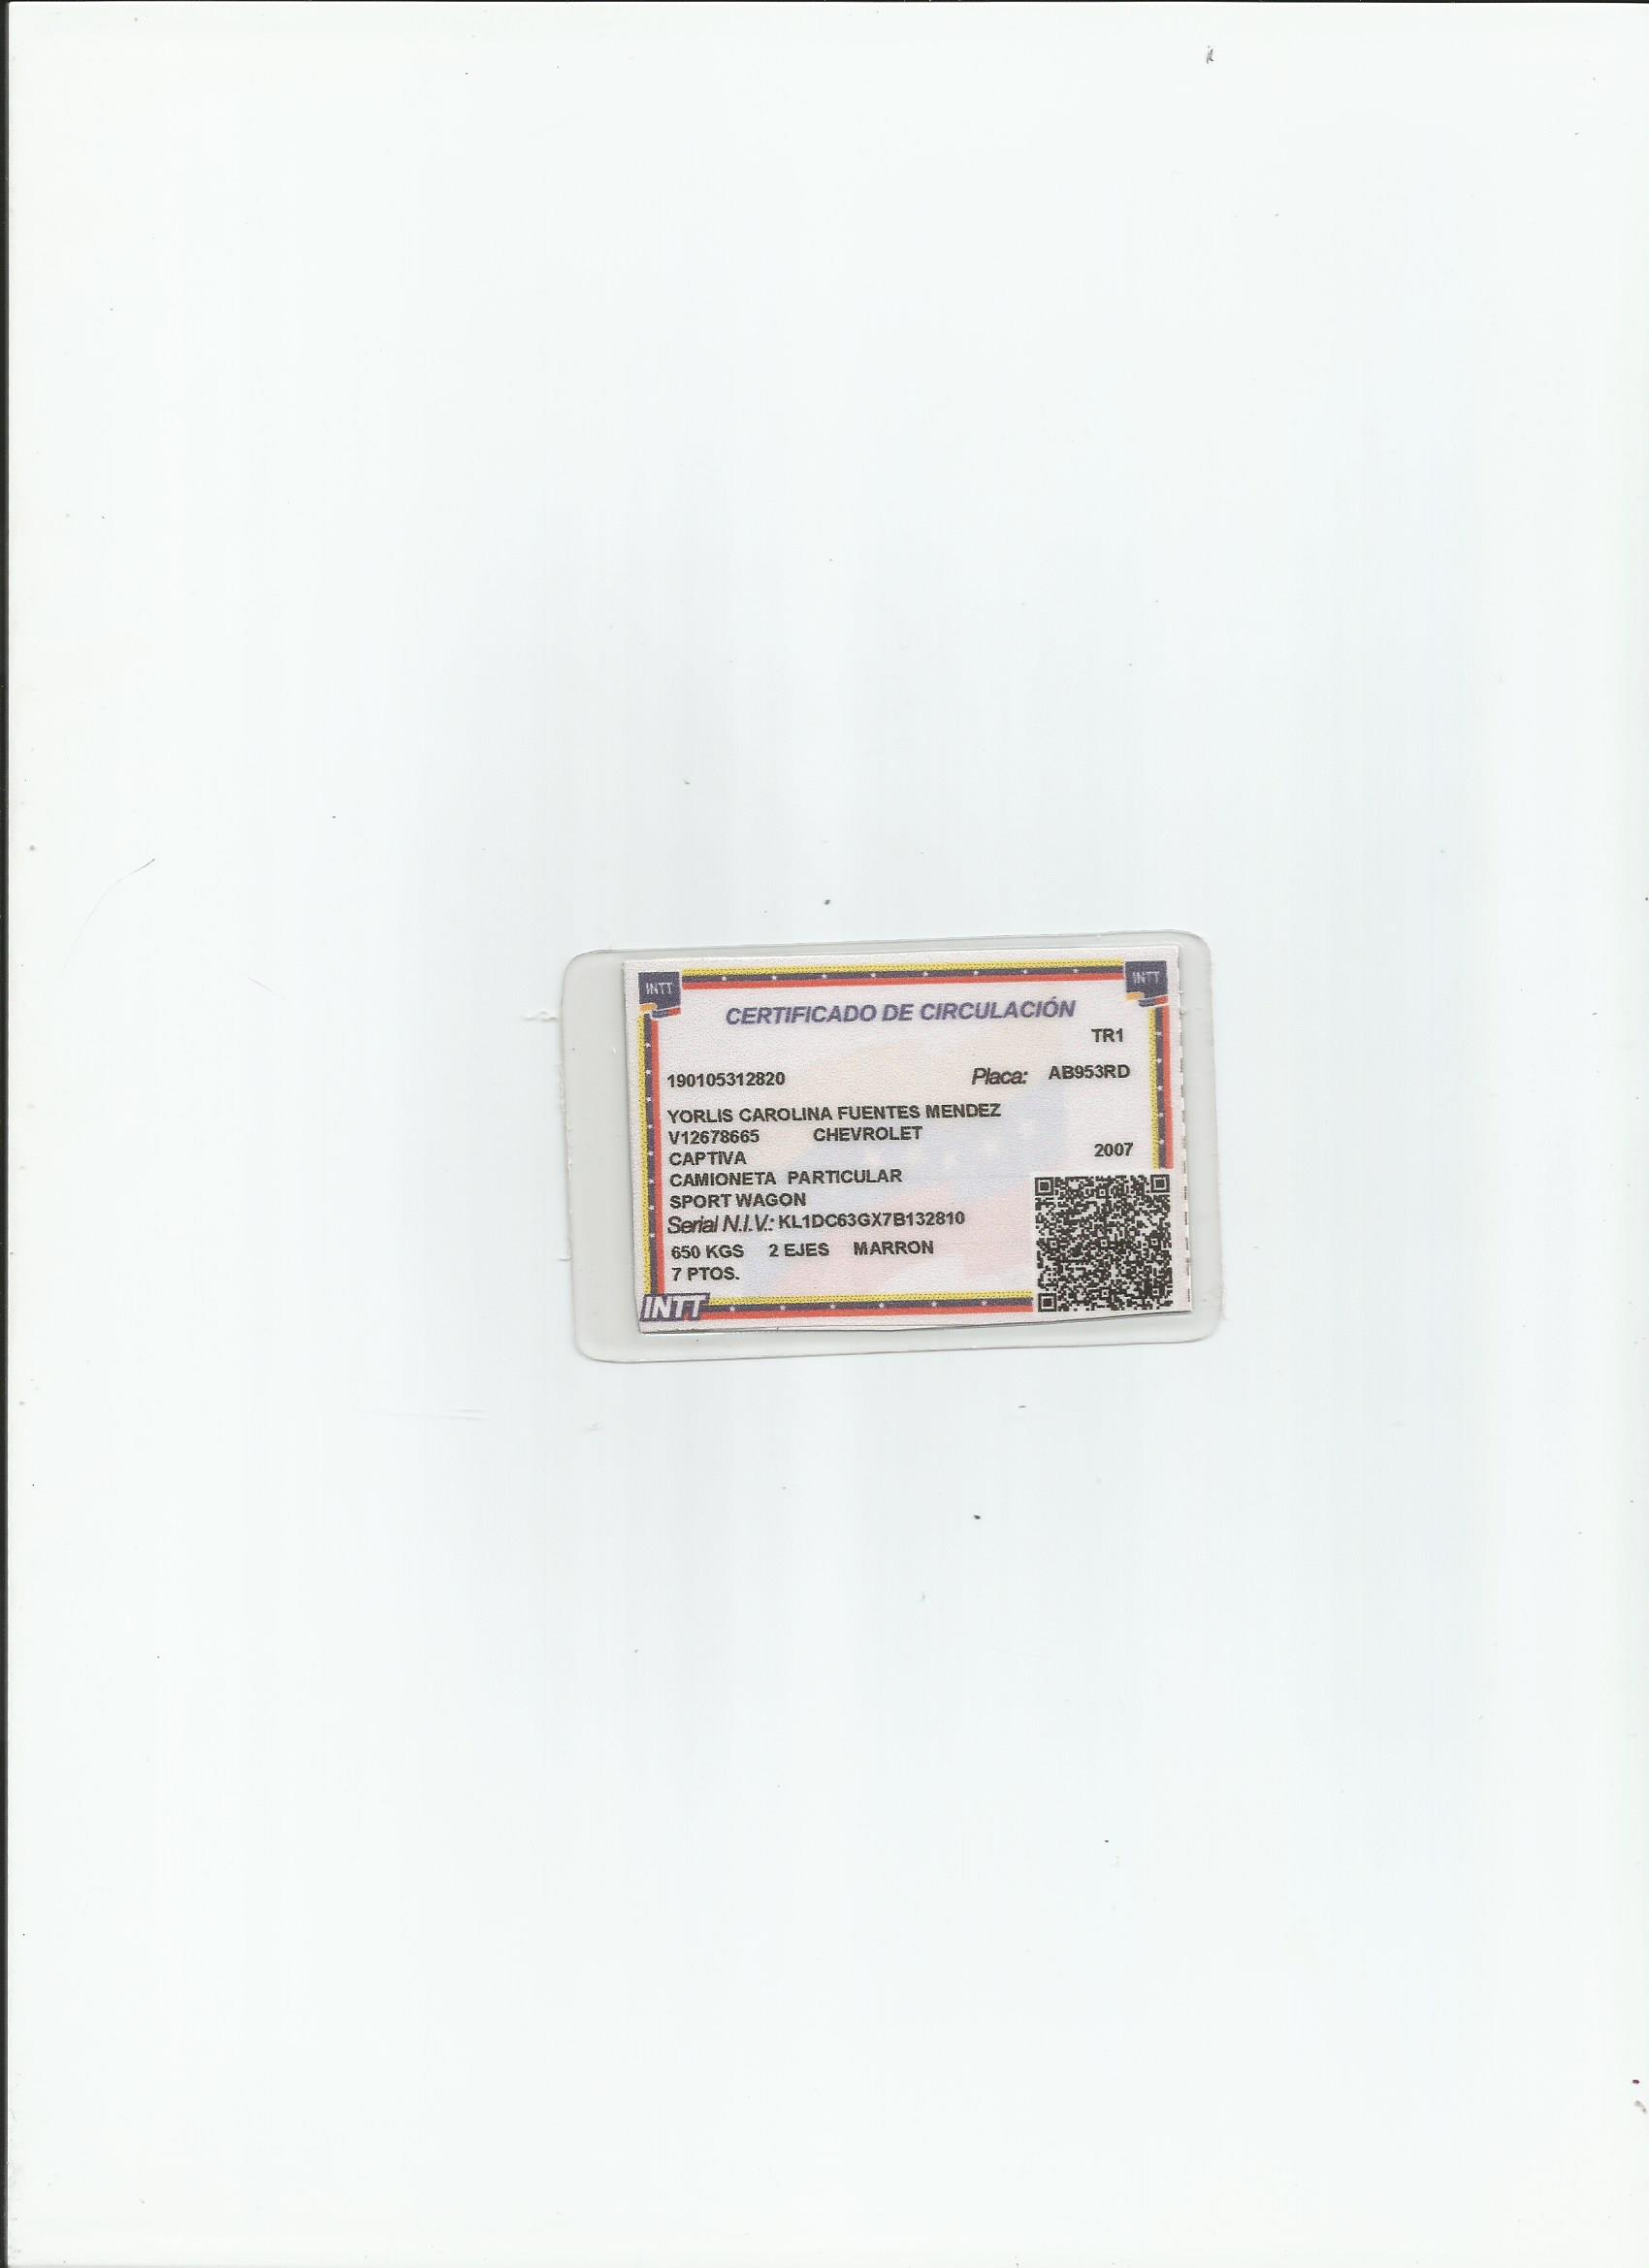 INTT INTT
CERTIFICADO DE CIRCULACIÓN
TR1
190105312820 Placa: AB953RD
YORLIS CAROLINA FUENTES MENDEZ
V12678665 CHEVROLET
CAPTIVA 2007
CAMIONETA PARTICULAR
SPORT WAGON
Serial N.I.V.: KL1DC63GX7B132810
650 KGS 2 EJES MARRON
7 PTOS.
INTT